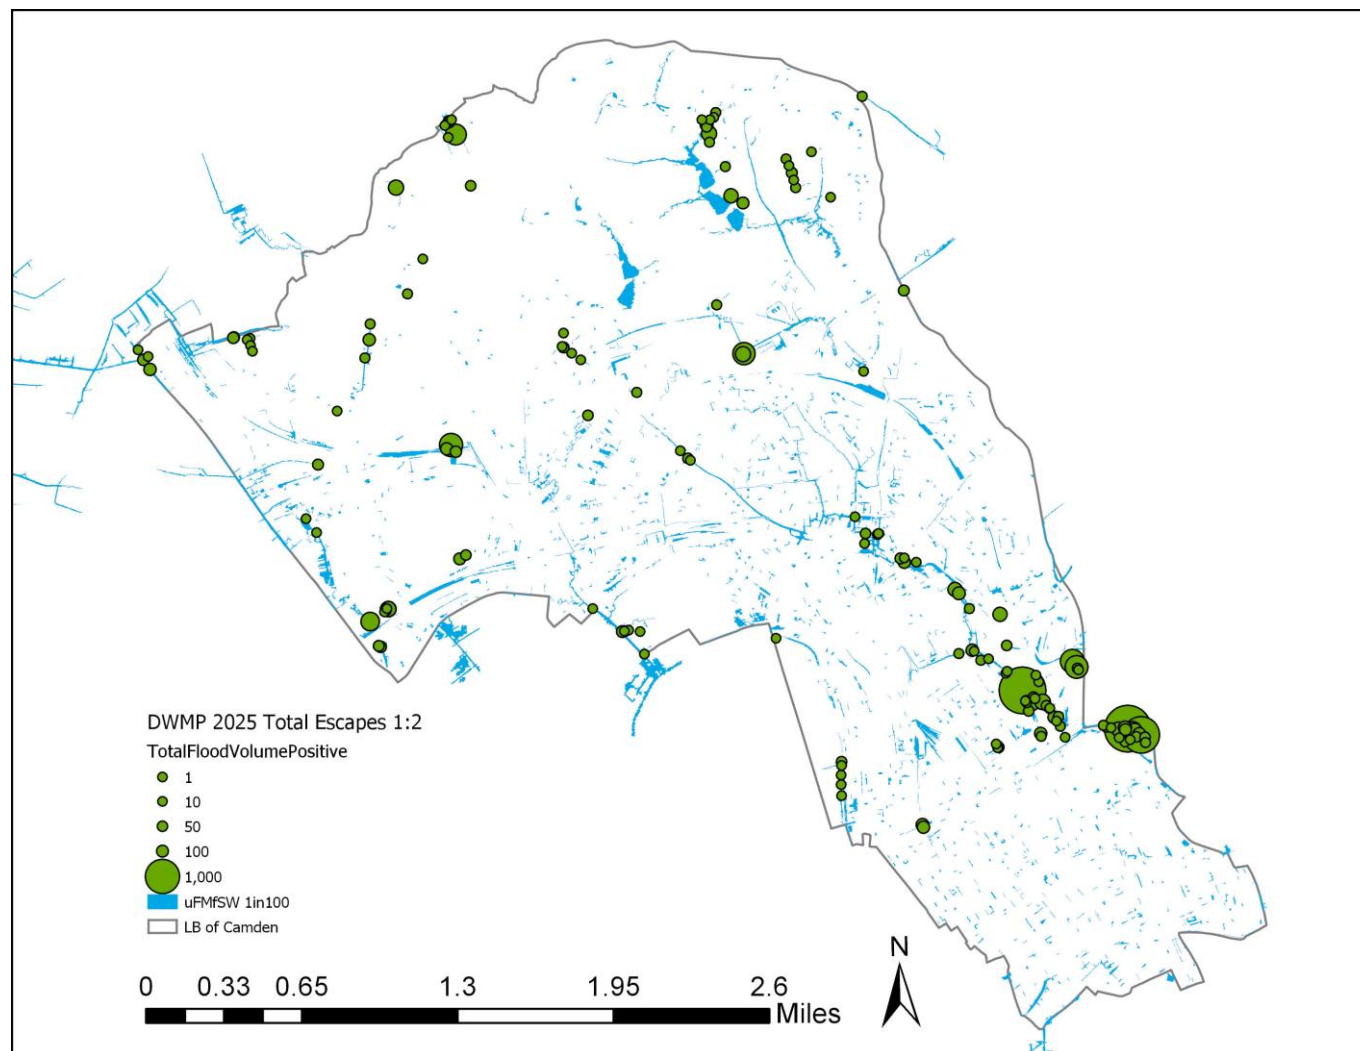 DWMP 2025 Total Escapes 1:2
TotalFloodVolumePositive
1
10
50
100
1,000
uFMfSW 1in100
LB of Camden
N
0 0.33 0.65 1.3 1.95 2.6
Miles